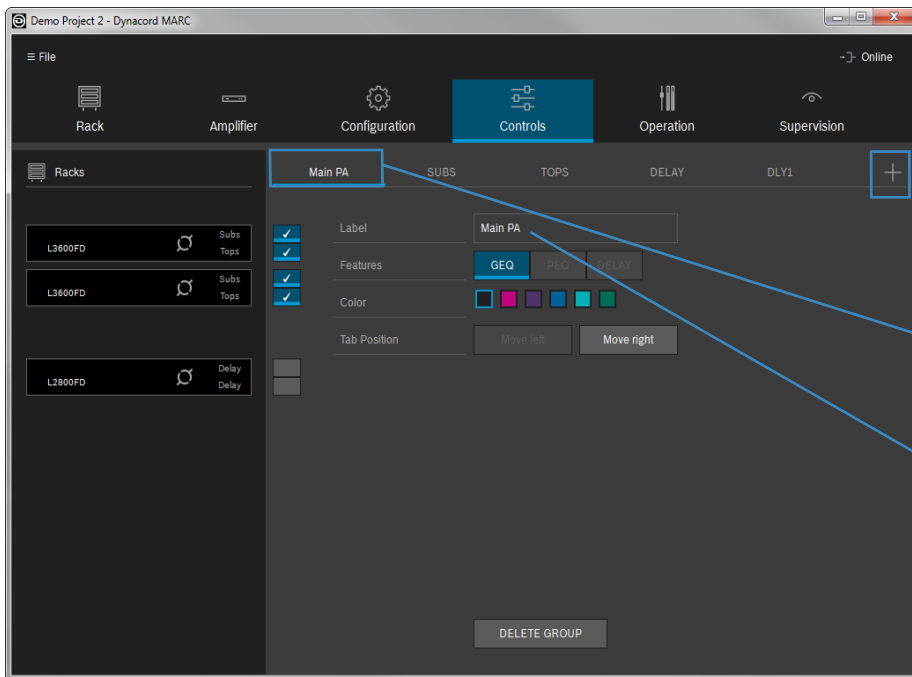 Demo Project 2 - Dynacord MARC
≡ File
Online
Rack Amplifier Configuration Controls Operation Supervision
Racks
Main PA SUBS TOPS DELAY DLY1
L3600FD Subs
Tops
L3600FD Subs
Tops
L2800FD Delay
Delay
Label Main PA
Features GEQ PEQ DELAY
Color
Tab Position Move left Move right
DELETE GROUP